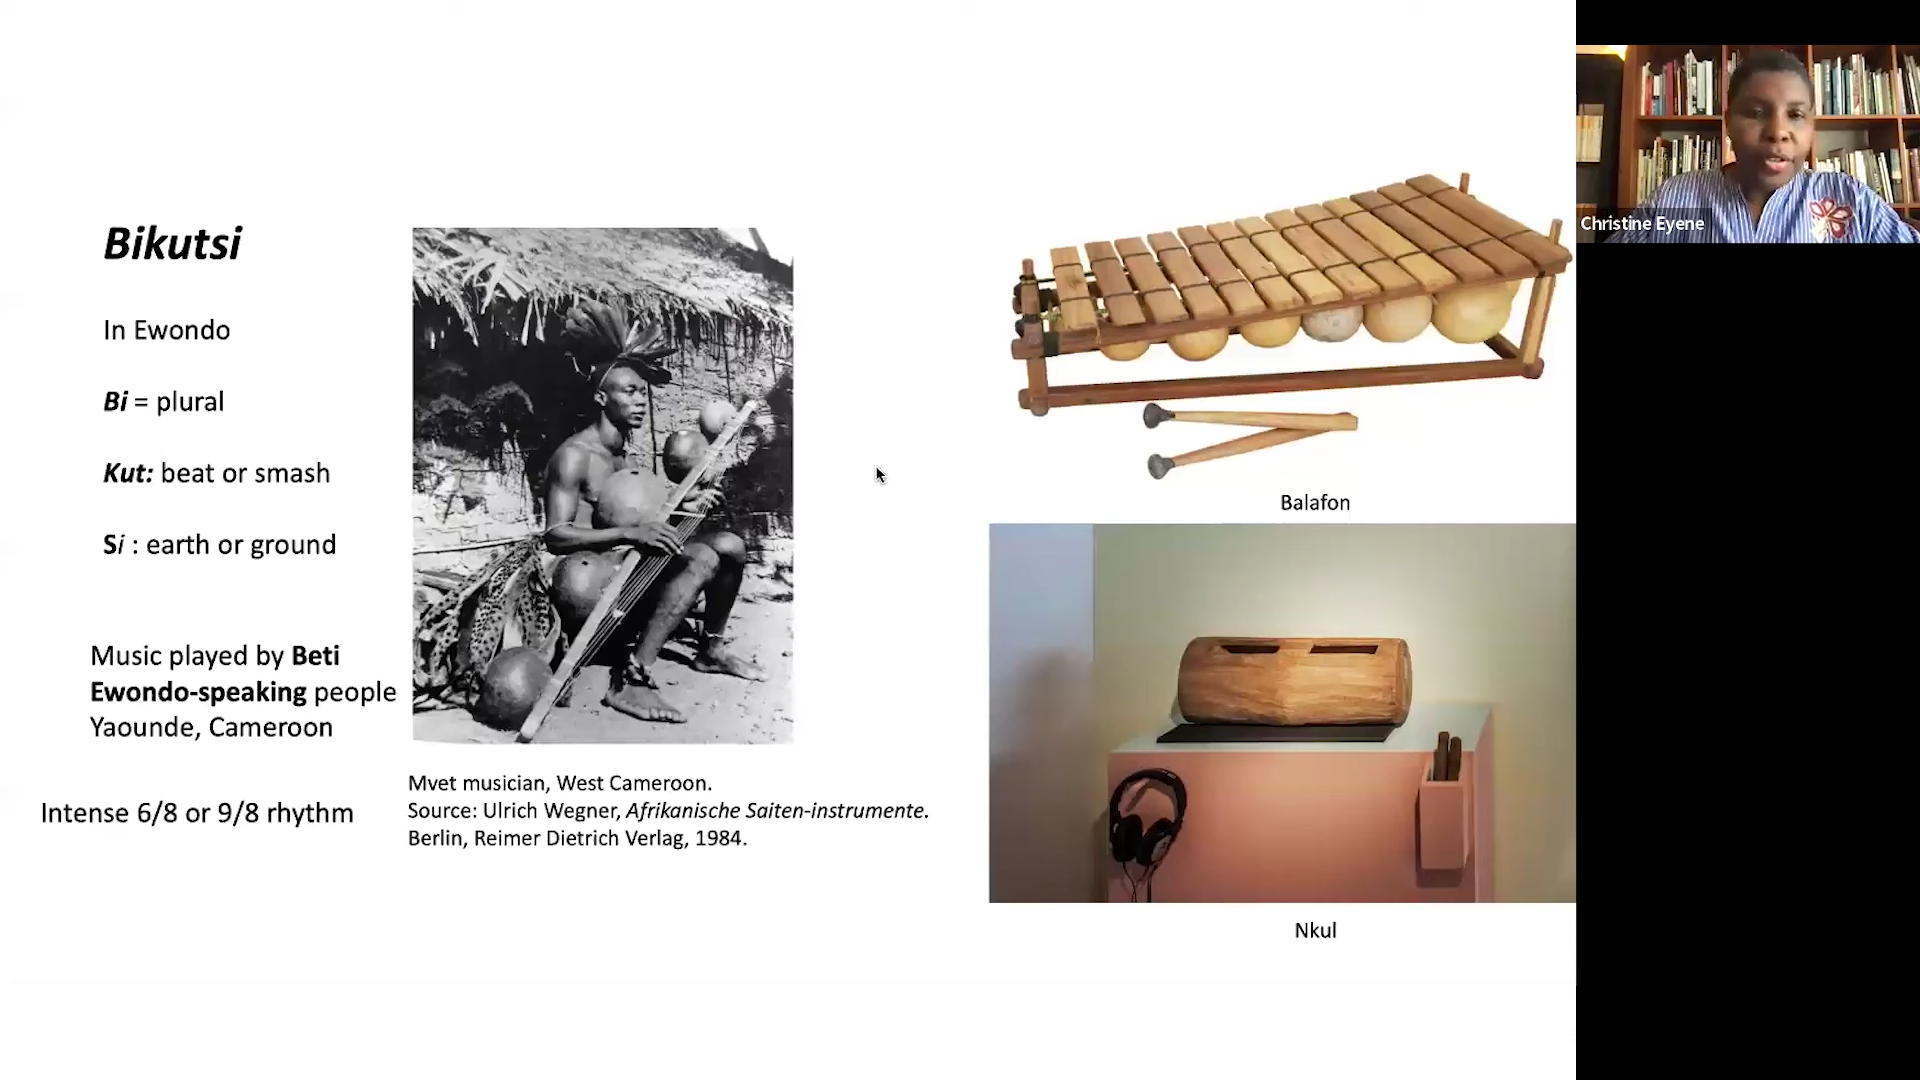 Bikutsi
In Ewondo
Bi = plural
Kut: beat or smash
Si : earth or ground
Music played by Beti
Ewondo-speaking people
Yaounde, Cameroon
Intense 6/8 or 9/8 rhythm
Mvet musician, West Cameroon.
Source: Ulrich Wegner, Afrikanische Saiten-instrumente.
Berlin, Reimer Dietrich Verlag, 1984.
Balafon
Nkul
Christine Eyene